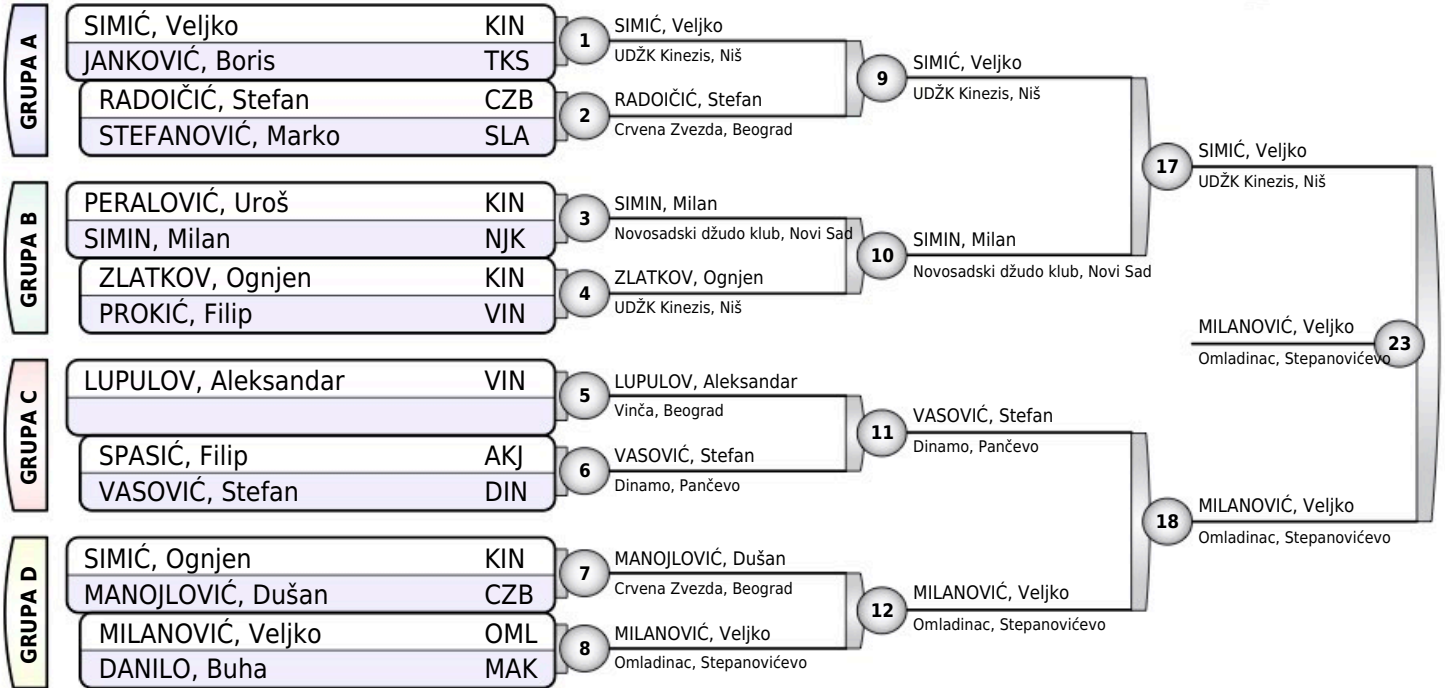 GRUPA A
SIMIĆ, Veljko KIN
JANKOVIĆ, Boris TKS
RADOIČIĆ, Stefan CZB
STEFANOVIĆ, Marko SLA
GRUPA B
PERALOVIĆ, Uroš KIN
SIMIN, Milan NJK
ZLATKOV, Ognjen KIN
PROKIĆ, Filip VIN
GRUPA C
LUPULOV, Aleksandar VIN
SPASIĆ, Filip AKJ
VASOVIĆ, Stefan DIN
GRUPA D
SIMIĆ, Ognjen KIN
MANOJLOVIĆ, Dušan CZB
MILANOVIĆ, Veljko OML
DANILO, Buha MAK
1 SIMIĆ, Veljko
UDŽK Kinezis, Niš
2 RADOIČIĆ, Stefan
Crvena Zvezda, Beograd
3 SIMIN, Milan
Novosadski džudo klub, Novi Sad
4 ZLATKOV, Ognjen
UDŽK Kinezis, Niš
5 LUPULOV, Aleksandar
Vinča, Beograd
6 VASOVIĆ, Stefan
Dinamo, Pančevo
7 MANOJLOVIĆ, Dušan
Crvena Zvezda, Beograd
8 MILANOVIĆ, Veljko
Omladinac, Stepanovićevo
9 SIMIĆ, Veljko
UDŽK Kinezis, Niš
10 SIMIN, Milan
Novosadski džudo klub, Novi Sad
11 VASOVIĆ, Stefan
Dinamo, Pančevo
12 MILANOVIĆ, Veljko
Omladinac, Stepanovićevo
17 SIMIĆ, Veljko
UDŽK Kinezis, Niš
18 MILANOVIĆ, Veljko
Omladinac, Stepanovićevo
MILANOVIĆ, Veljko 23
Omladinac, Stepanovićevo